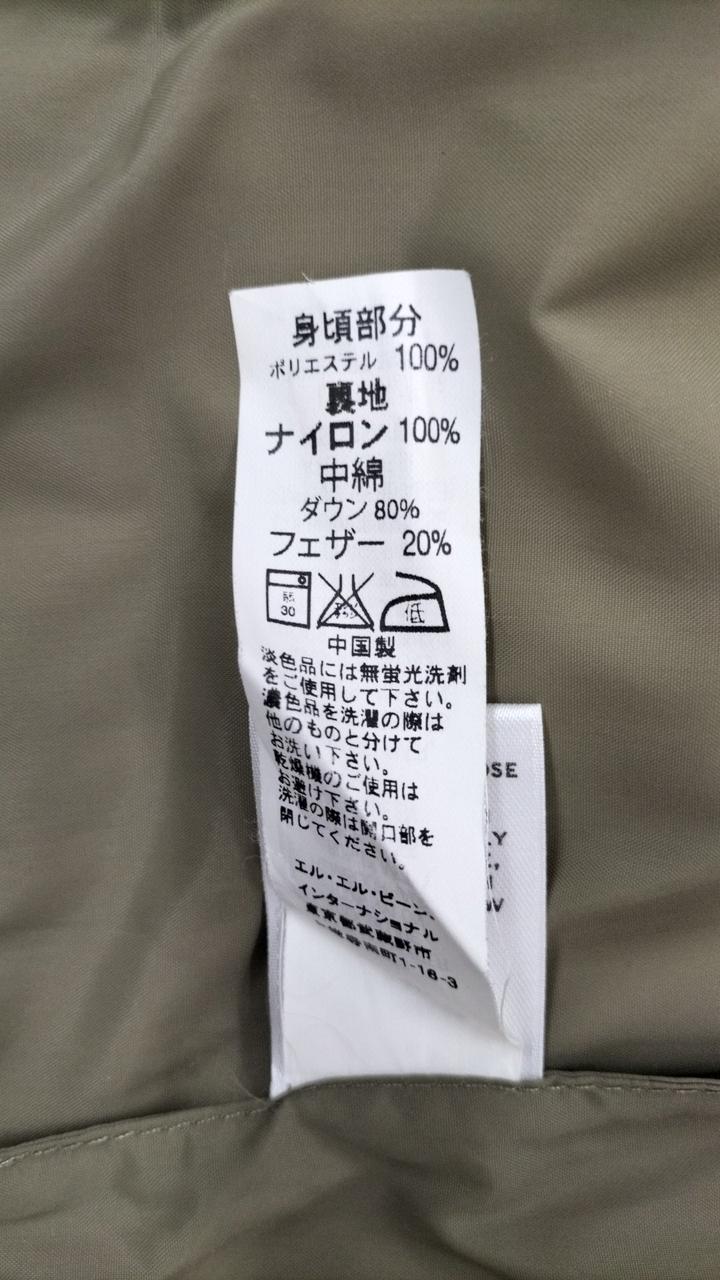 身頃部分
ポリエステル 100%
裏地
ナイロン 100%
中綿
ダウン 80%
フェザー 20%
30
低
中国製
淡色品には無蛍光洗剤
をご使用して下さい。
濃色品を洗濯の際は
他のものと分けて
お洗い下さい。
乾燥機のご使用は
お避け下さい。
洗濯の際は開口部を
閉じてください。
エル・エル・ビーン・
インターナショナル
東京都武蔵野市
南町1-16-3
OSE
LY